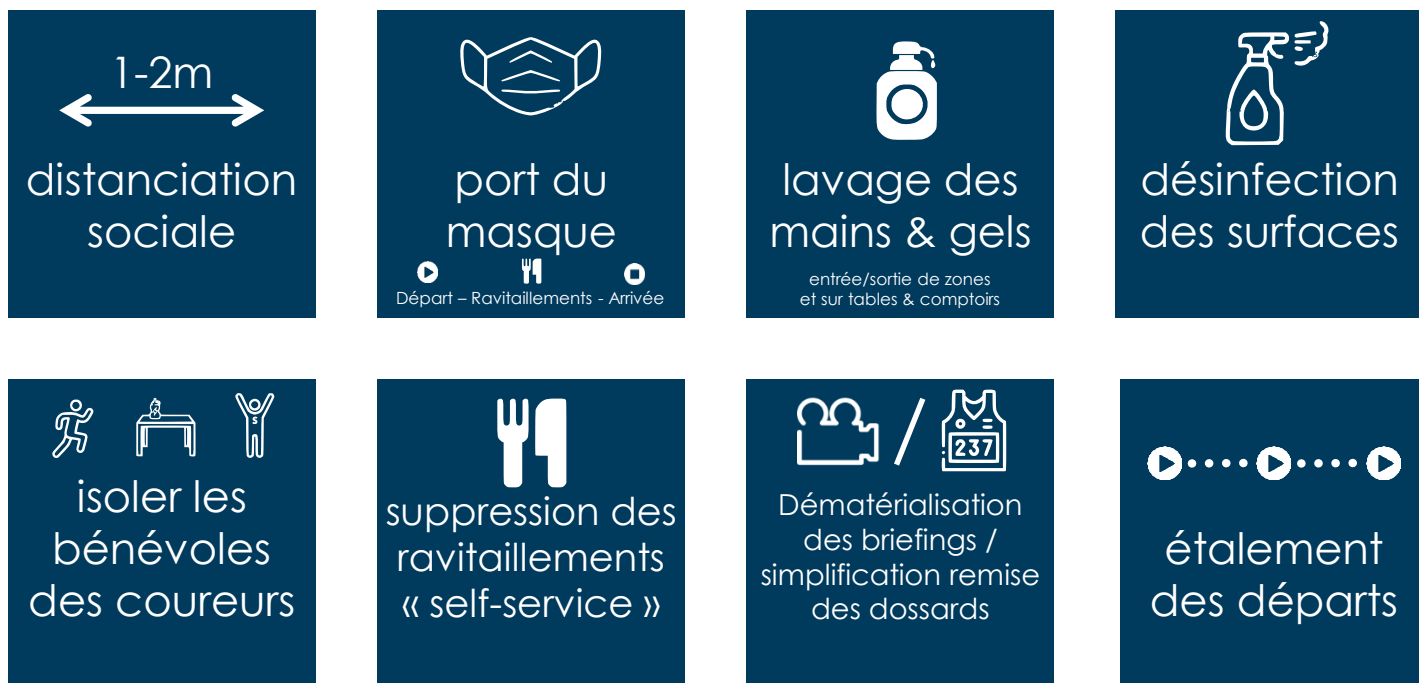 1-2m
distanciation
sociale
port du
masque
Départ – Ravitaillements - Arrivée
lavage des
mains & gels
entrée/sortie de zones
et sur tables & comptoirs
désinfection
des surfaces
S
isoler les
bénévoles
des coureurs
suppression des
ravitaillements
« self-service »
237
Dématérialisation
des briefings /
simplification remise
des dossards
étalement
des départs